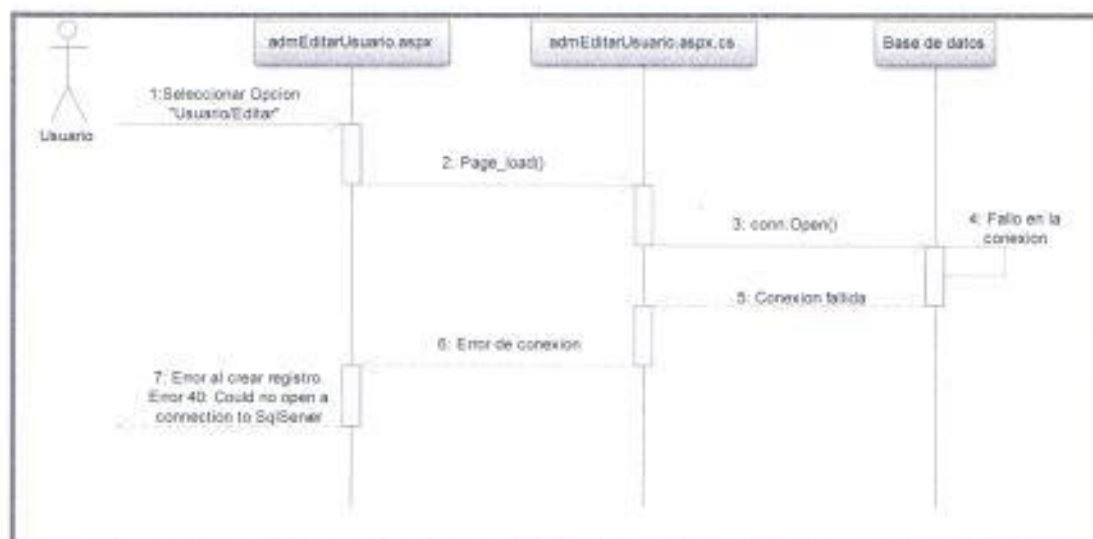 admEditarUsuario.aspx
admEditarUsuario.aspx.cs
Base de datos
Usuario
1:Seleccionar Opcion
"Usuario/Editar"
2: Page_load()
3: conn.Open()
4: Fallo en la
conexion
5: Conexion fallida
6: Error de conexion
7: Error al crear registro.
Error 40: Could no open a
connection to SqlServer